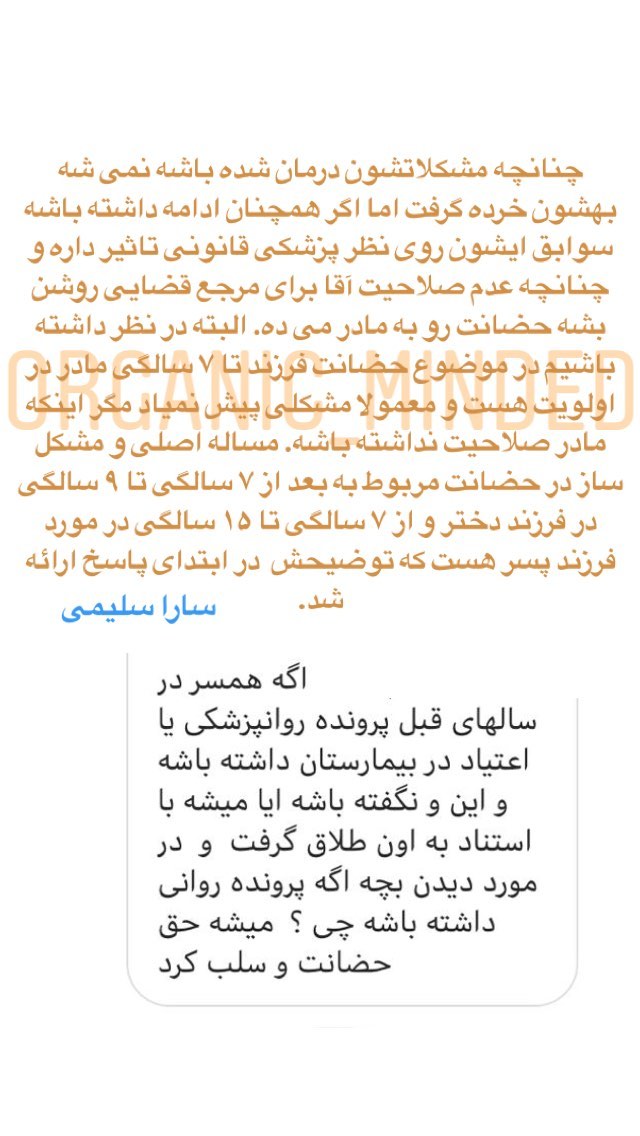 چنانچه مشکلاتشون درمان شده باشه نمی شه
بهشون خرده گرفت اما اگر همچنان ادامه داشته باشه
سوابق ایشون روی نظر پزشکی قانونی تاثیر داره و
چنانچه عدم صلاحیت آقا برای مرجع قضایی روشن
بشه حضانت رو به مادر می ده. البته در نظر داشته
باشیم در موضوع حضانت فرزند تا ۷ سالگی مادر در
ORGANIC_MINDED
اولویت هست و معمولا مشکلی پیش نمیاد مگر اینکه
مادر صلاحیت نداشته باشه. مساله اصلی و مشکل
ساز در حضانت مربوط به بعد از ۷ سالگی تا ۹ سالگی
در فرزند دختر و از ۷ سالگی تا ۱۵ سالگی در مورد
فرزند پسر هست که توضیحش در ابتدای پاسخ ارائه
شد.
سارا سلیمی
اگه همسر در
سالهای قبل پرونده روانپزشکی یا
اعتیاد در بیمارستان داشته باشه
و این و نگفته باشه ایا میشه با
استناد به اون طلاق گرفت و در
مورد دیدن بچه اگه پرونده روانی
داشته باشه چی ؟ میشه حق
حضانت و سلب کرد